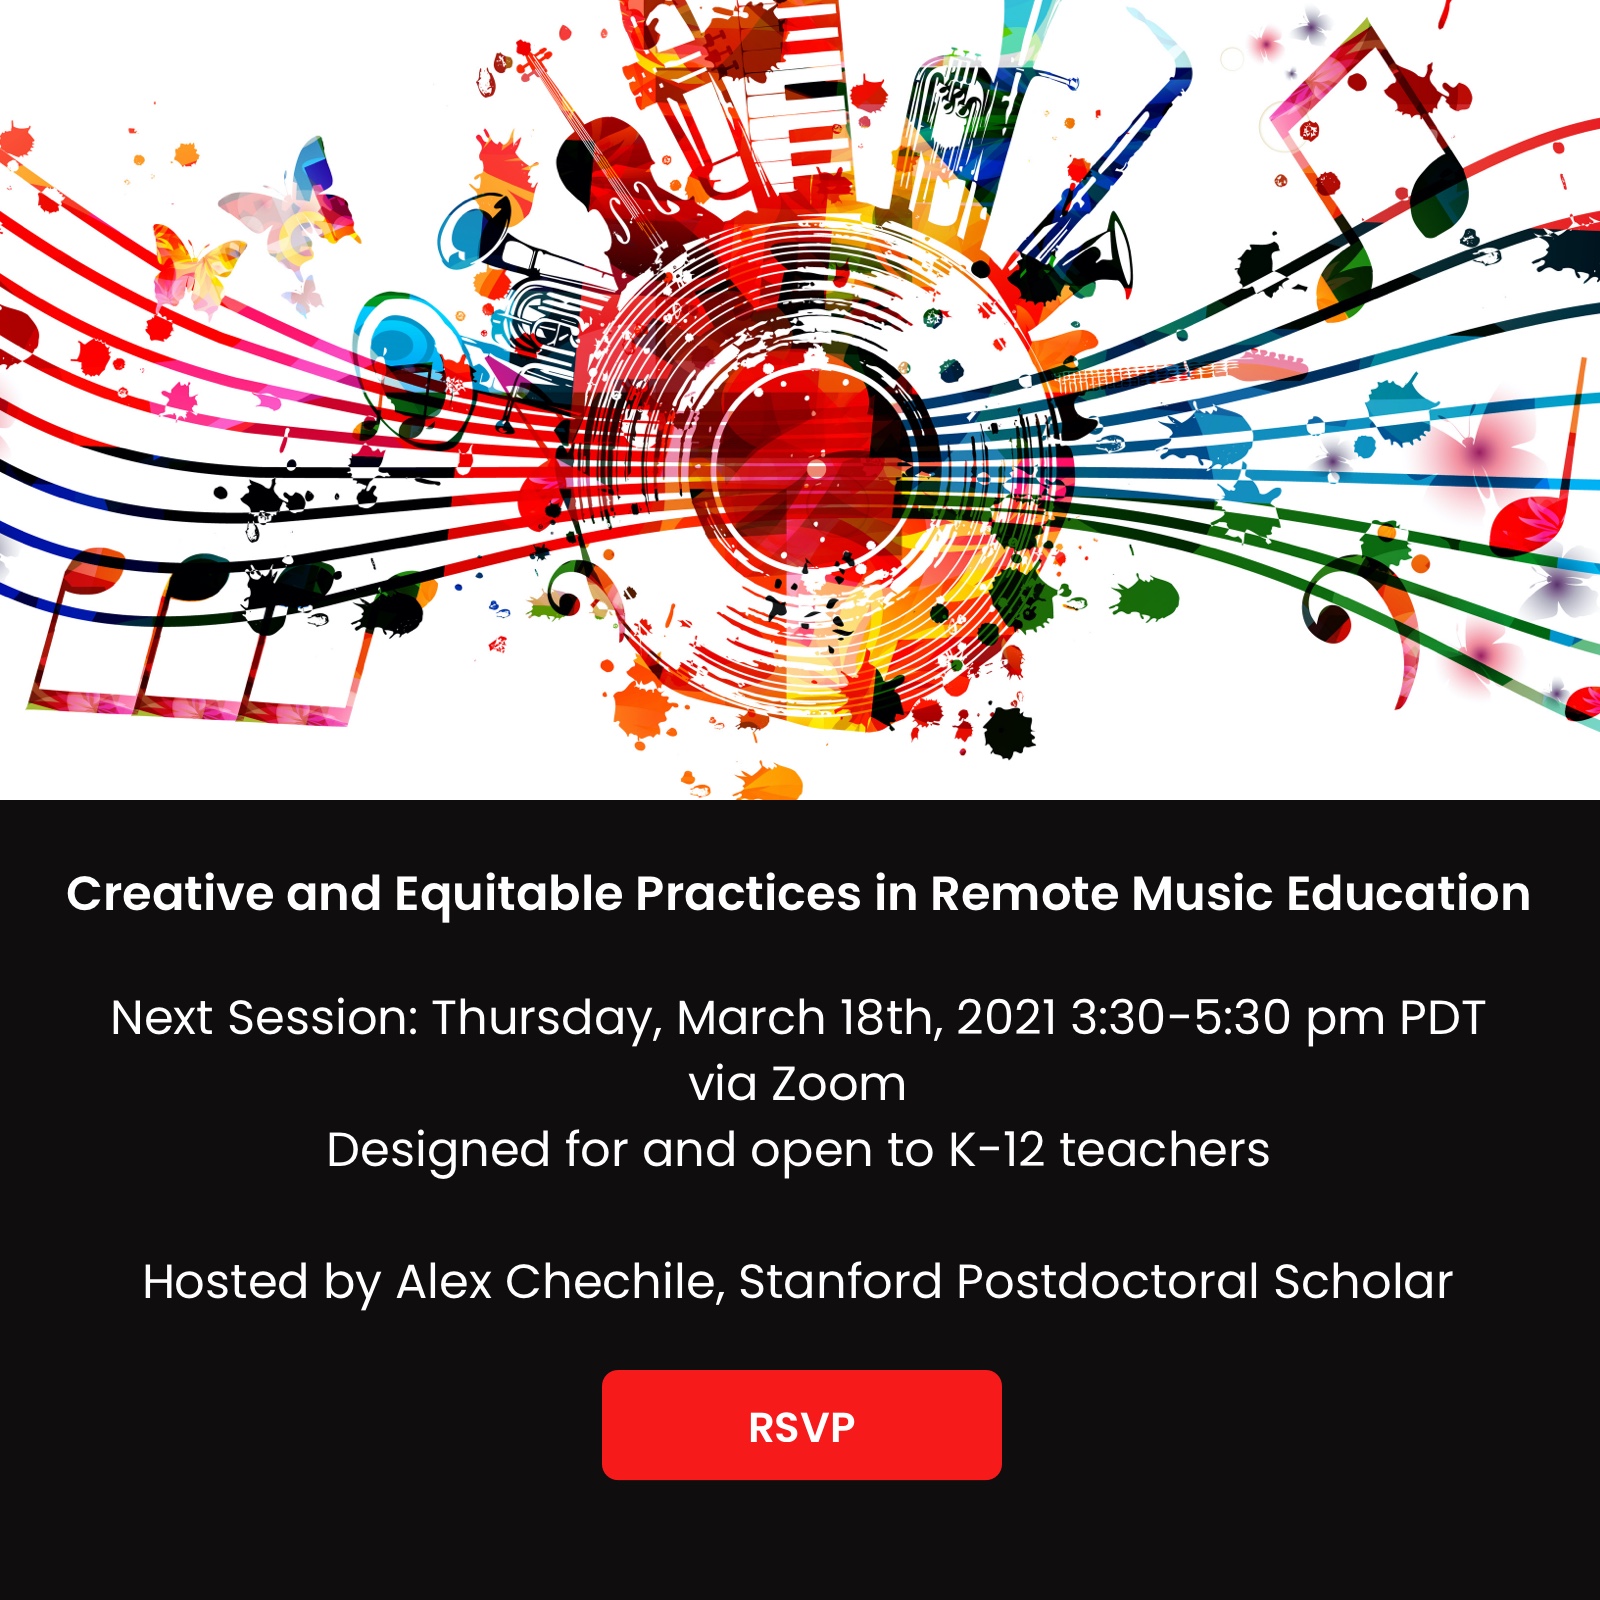 Creative and Equitable Practices in Remote Music Education
Next Session: Thursday, March 18th, 2021 3:30-5:30 pm PDT
via Zoom
Designed for and open to K-12 teachers
Hosted by Alex Chechile, Stanford Postdoctoral Scholar
RSVP